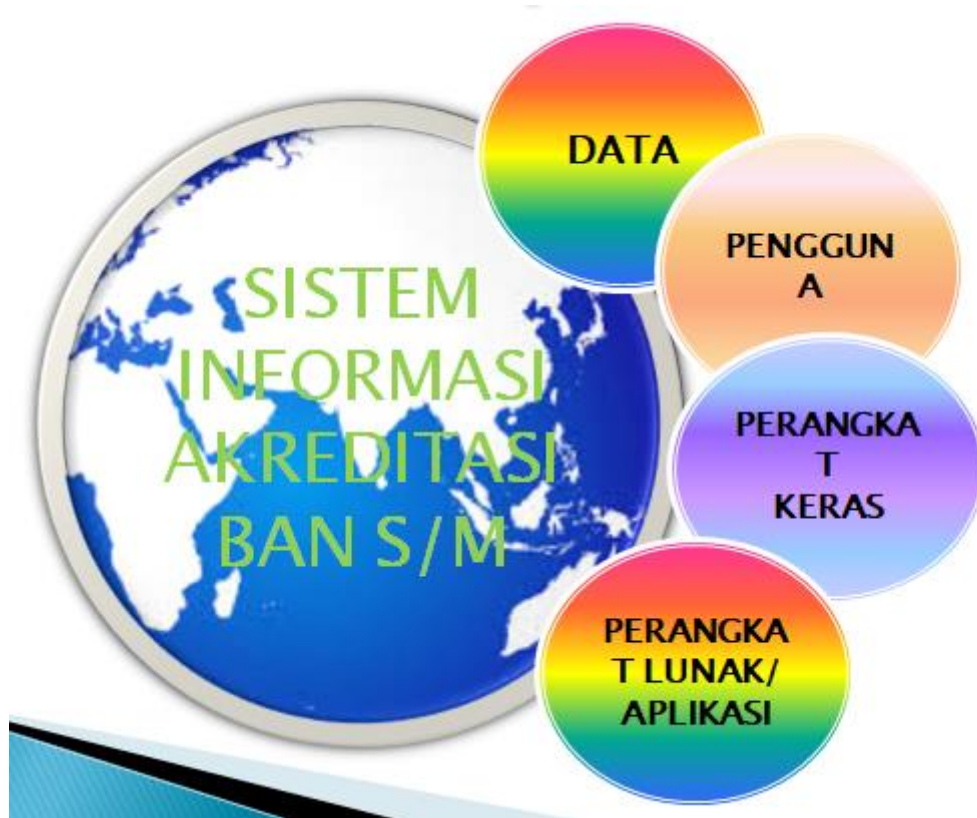 SISTEM
INFORMASI
AKREDITASI
BAN S/M
DATA
PENGGUN
A
PERANGKA
T
KERAS
PERANGKA
T LUNAK/
APLIKASI